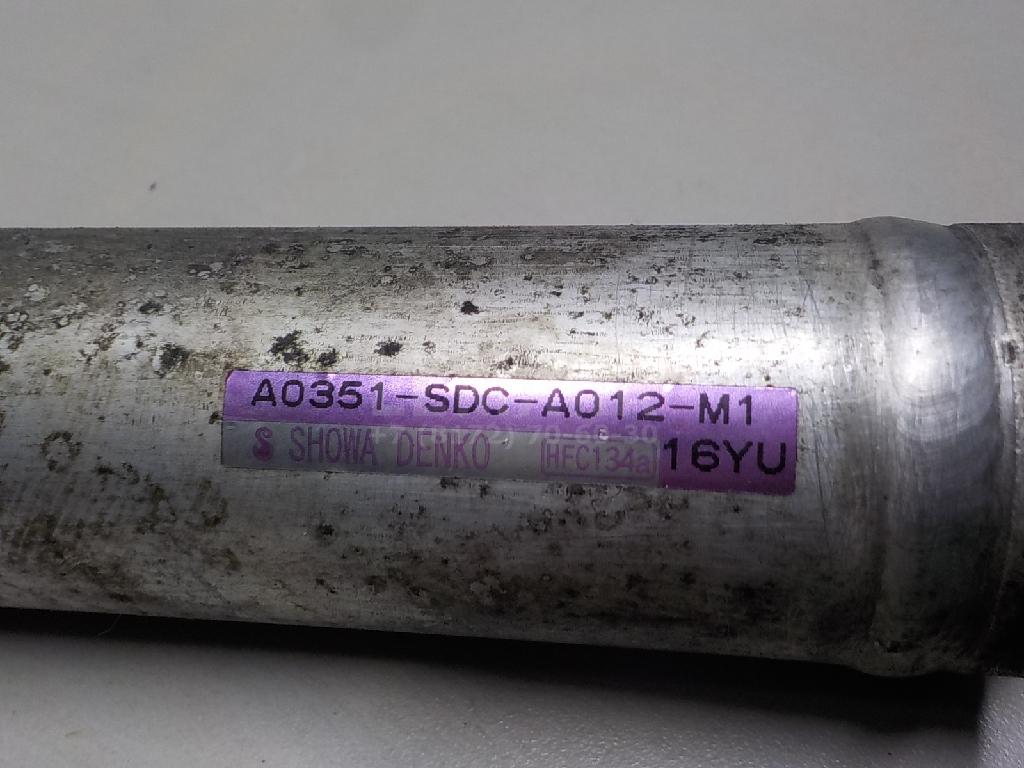 A0351-SDC-A012-M1
SHOWA DENKO HFC134a 16YU